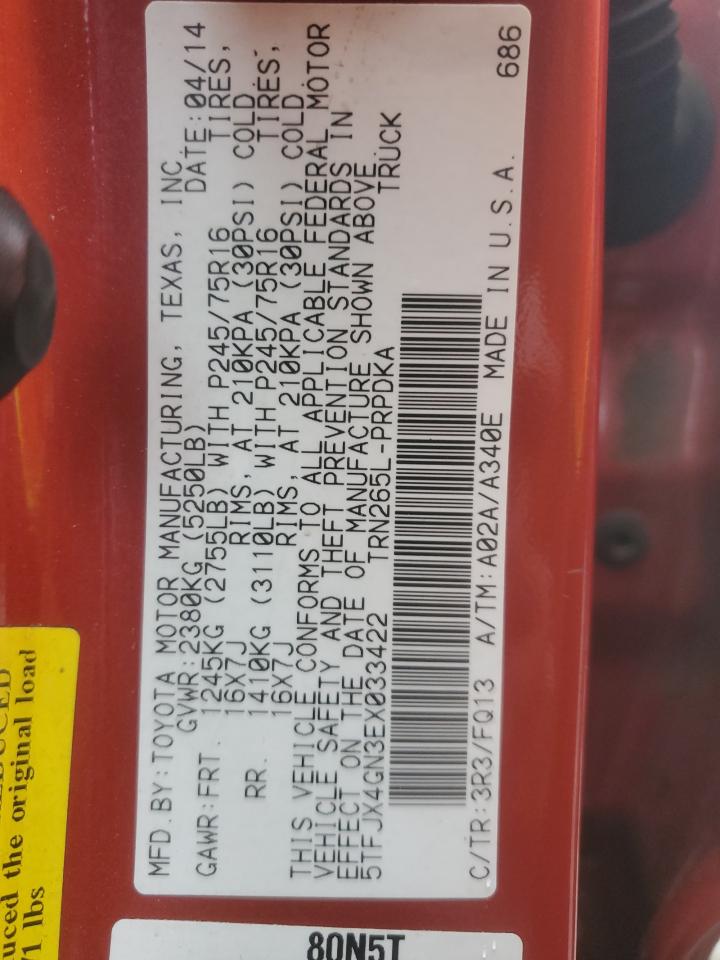 MFD.BY:TOYOTA MOTOR MANUFACTURING, TEXAS, INC.
GVWR:2380KG (5250LB) DATE:04/14
GAWR:FRT. 1245KG (2755LB) WITH P245/75R16 TIRES,
16X7J RIMS, AT 210KPA (30PSI) COLD
RR. 1410KG (3110LB) WITH P245/75R16 TIRES,
16X7J RIMS, AT 210KPA (30PSI) COLD
THIS VEHICLE CONFORMS TO ALL APPLICABLE FEDERAL MOTOR
VEHICLE SAFETY AND THEFT PREVENTION STANDARDS IN
EFFECT ON THE DATE OF MANUFACTURE SHOWN ABOVE.
5TFJX4GN3EX033422 TRN265L-PRPDKA TRUCK
C/TR:3R3/FQ13 A/TM:A02A/A340E MADE IN U.S.A. 686
uced the original load
71 lbs
80N5T